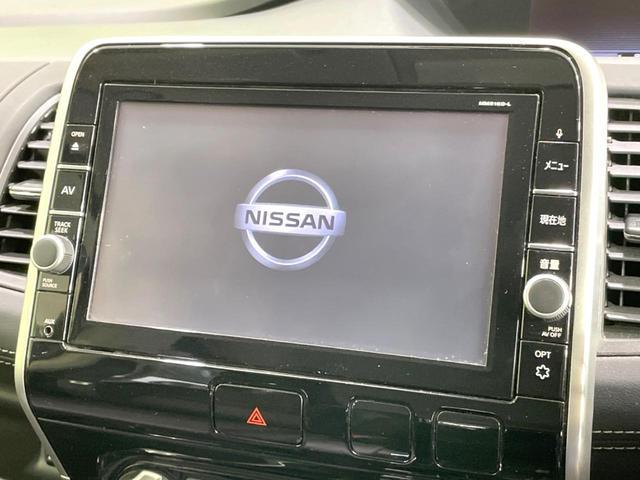 MM516D-L
OPEN
AV
TRACK
SEEK
PUSH
SOURCE
AUX
NISSAN
メニュー
現在地
音量
PUSH
AV OFF
OPT